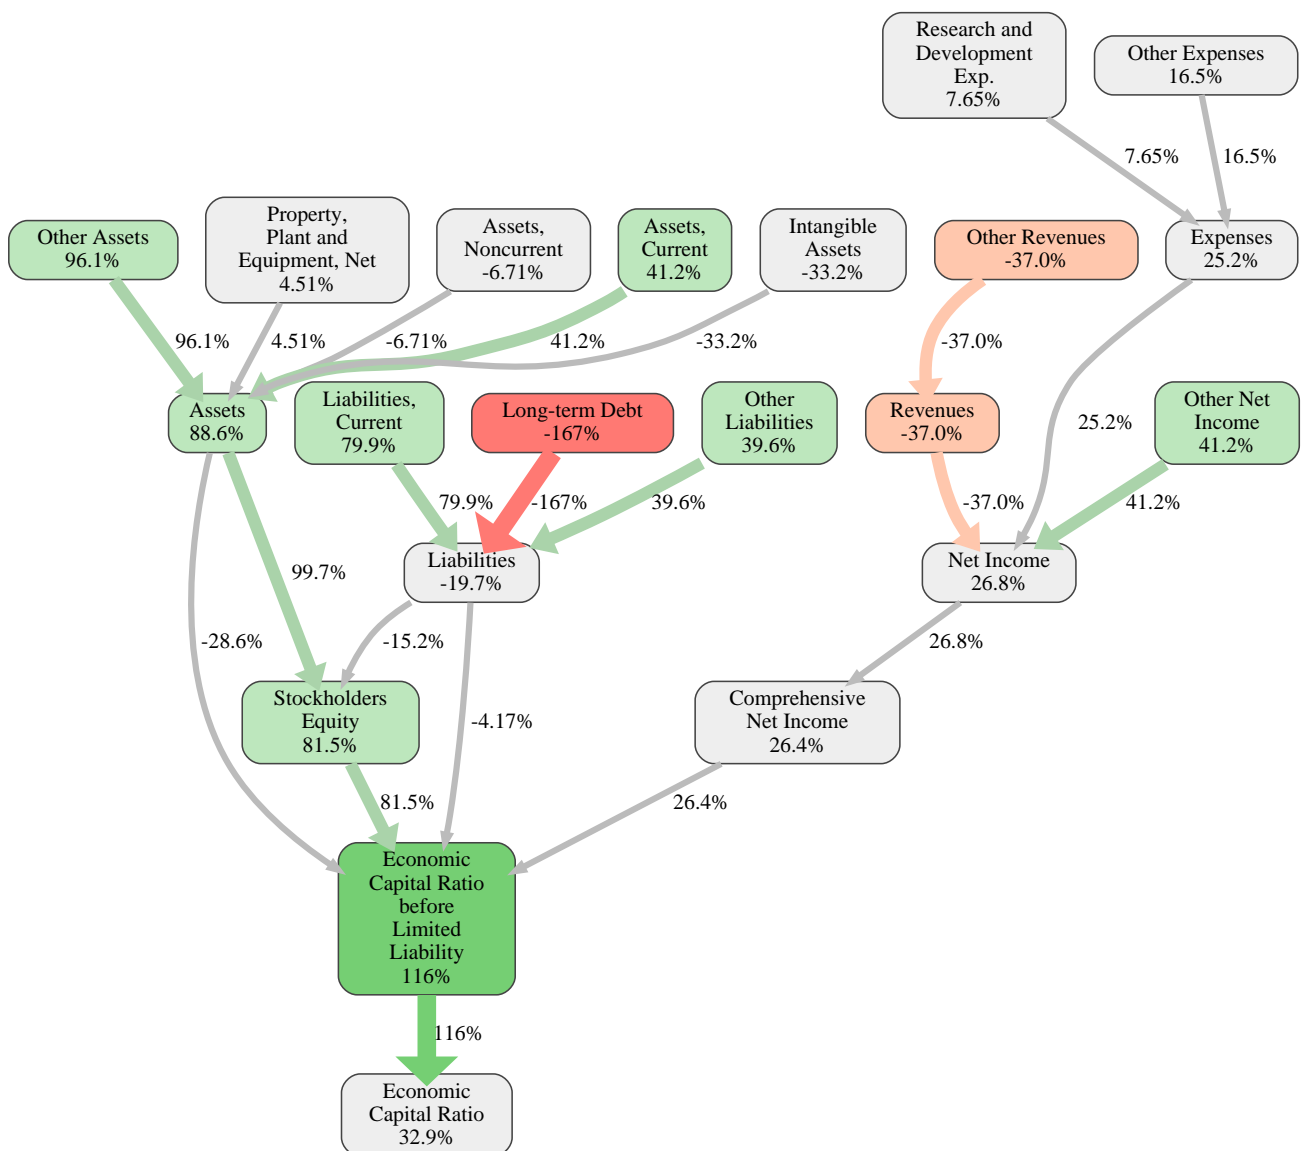 Research and
Development
Exp.
7.65%
Other Expenses
16.5%
7.65%
16.5%
Other Assets
96.1%
Property,
Plant and
Equipment, Net
4.51%
Assets,
Noncurrent
-6.71%
Assets,
Current
41.2%
Intangible
Assets
-33.2%
Other Revenues
-37.0%
Expenses
25.2%
96.1%
4.51%
-6.71%
41.2%
-33.2%
-37.0%
Assets
88.6%
Liabilities,
Current
79.9%
Long-term Debt
-167%
Other
Liabilities
39.6%
Revenues
-37.0%
25.2%
Other Net
Income
41.2%
79.9%
-167%
39.6%
-37.0%
41.2%
99.7%
Liabilities
-19.7%
Net Income
26.8%
-28.6%
-15.2%
26.8%
Stockholders
Equity
81.5%
-4.17%
Comprehensive
Net Income
26.4%
81.5%
26.4%
Economic
Capital Ratio
before
Limited
Liability
116%
116%
Economic
Capital Ratio
32.9%